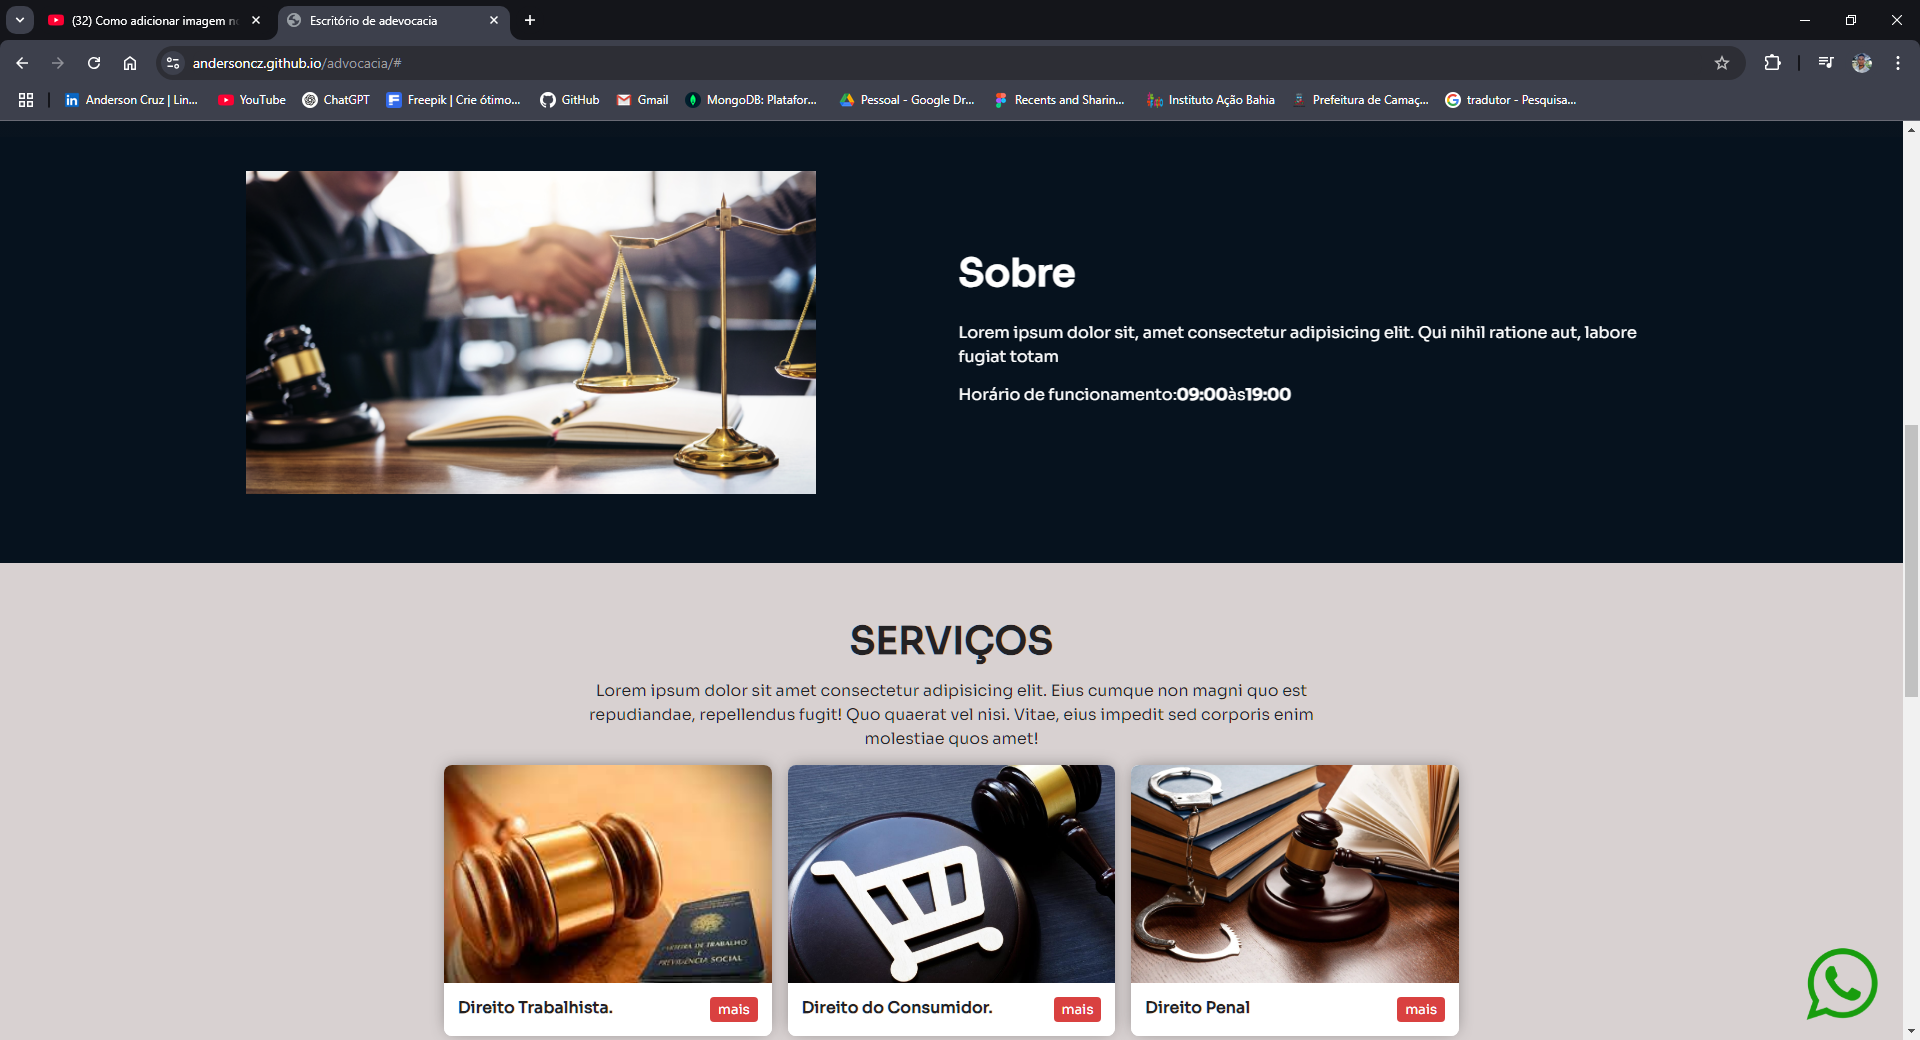 (32) Como adicionar imagem n
Escritório de adevocacia
andersoncz.github.io/advocacia/#
Anderson Cruz | Lin...
YouTube
ChatGPT
Freepik | Crie ótimo...
GitHub
Gmail
MongoDB: Platafor...
Pessoal - Google Dr...
Recents and Sharin...
Instituto Ação Bahia
Prefeitura de Camaç...
tradutor - Pesquisa...
Sobre
Lorem ipsum dolor sit, amet consectetur adipisicing elit. Qui nihil ratione aut, labore
fugiat totam
Horário de funcionamento:09:00às19:00
SERVIÇOS
Lorem ipsum dolor sit amet consectetur adipisicing elit. Eius cumque non magni quo est
repudiandae, repellendus fugit! Quo quaerat vel nisi. Vitae, eius impedit sed corporis enim
molestiae quos amet!
CARTEIRA DE TRABALHO
E
PREVIDÊNCIA SOCIAL
Direito Trabalhista.
mais
Direito do Consumidor.
mais
Direito Penal
mais